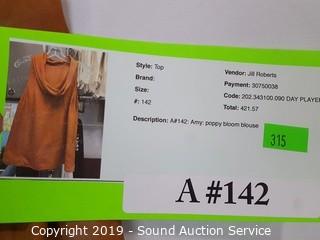 Style: Top
Brand:
Size:
#: 142
Vendor: Jill Roberts
Payment: 30750038
Code: 202.343100.090 DAY PLAYER
Total: 421.57
Description: A#142: Amy: poppy bloom blouse
315
A #142
Copyright 2019 - Sound Auction Service